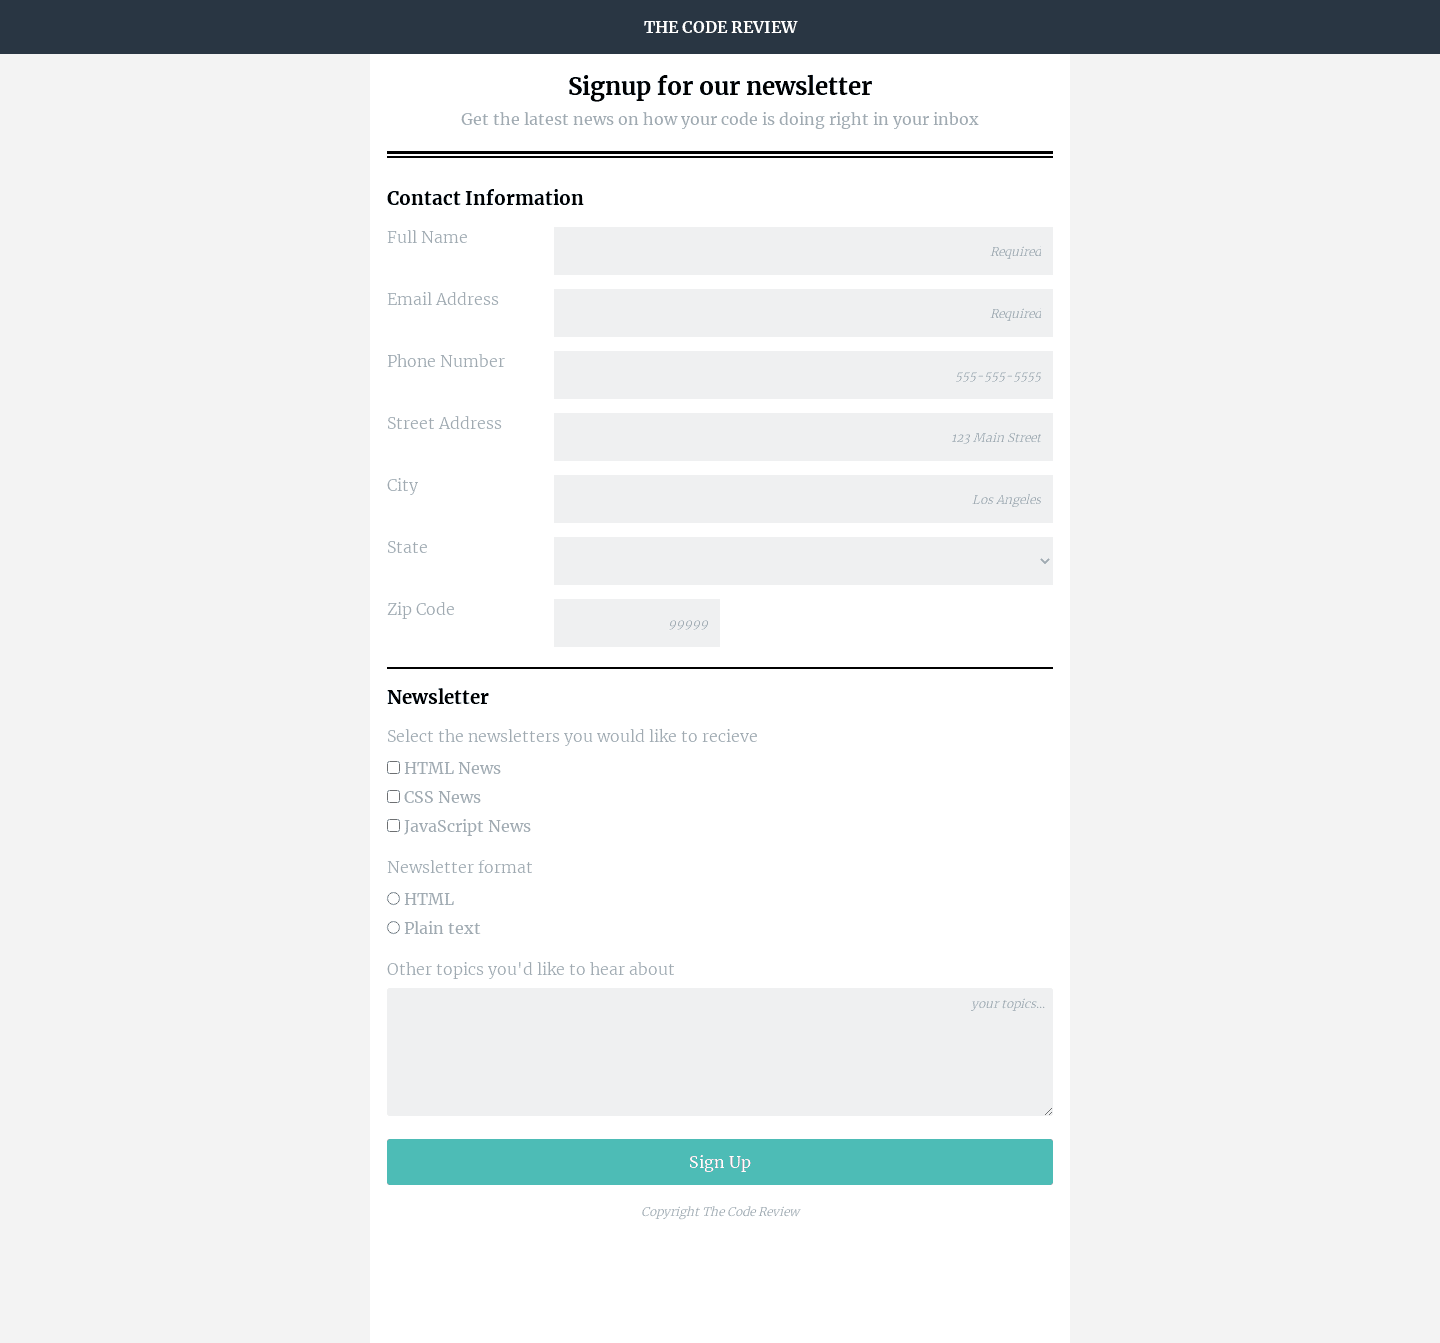 THE CODE REVIEW
Signup for our newsletter
Get the latest news on how your code is doing right in your inbox
Contact Information
Full Name
Required
Email Address
Required
Phone Number
555-555-5555
Street Address
123 Main Street
City
Los Angeles
State
Zip Code
99999
Newsletter
Select the newsletters you would like to recieve
HTML News
CSS News
JavaScript News
Newsletter format
HTML
Plain text
Other topics you'd like to hear about
your topics...
Sign Up
Copyright The Code Review